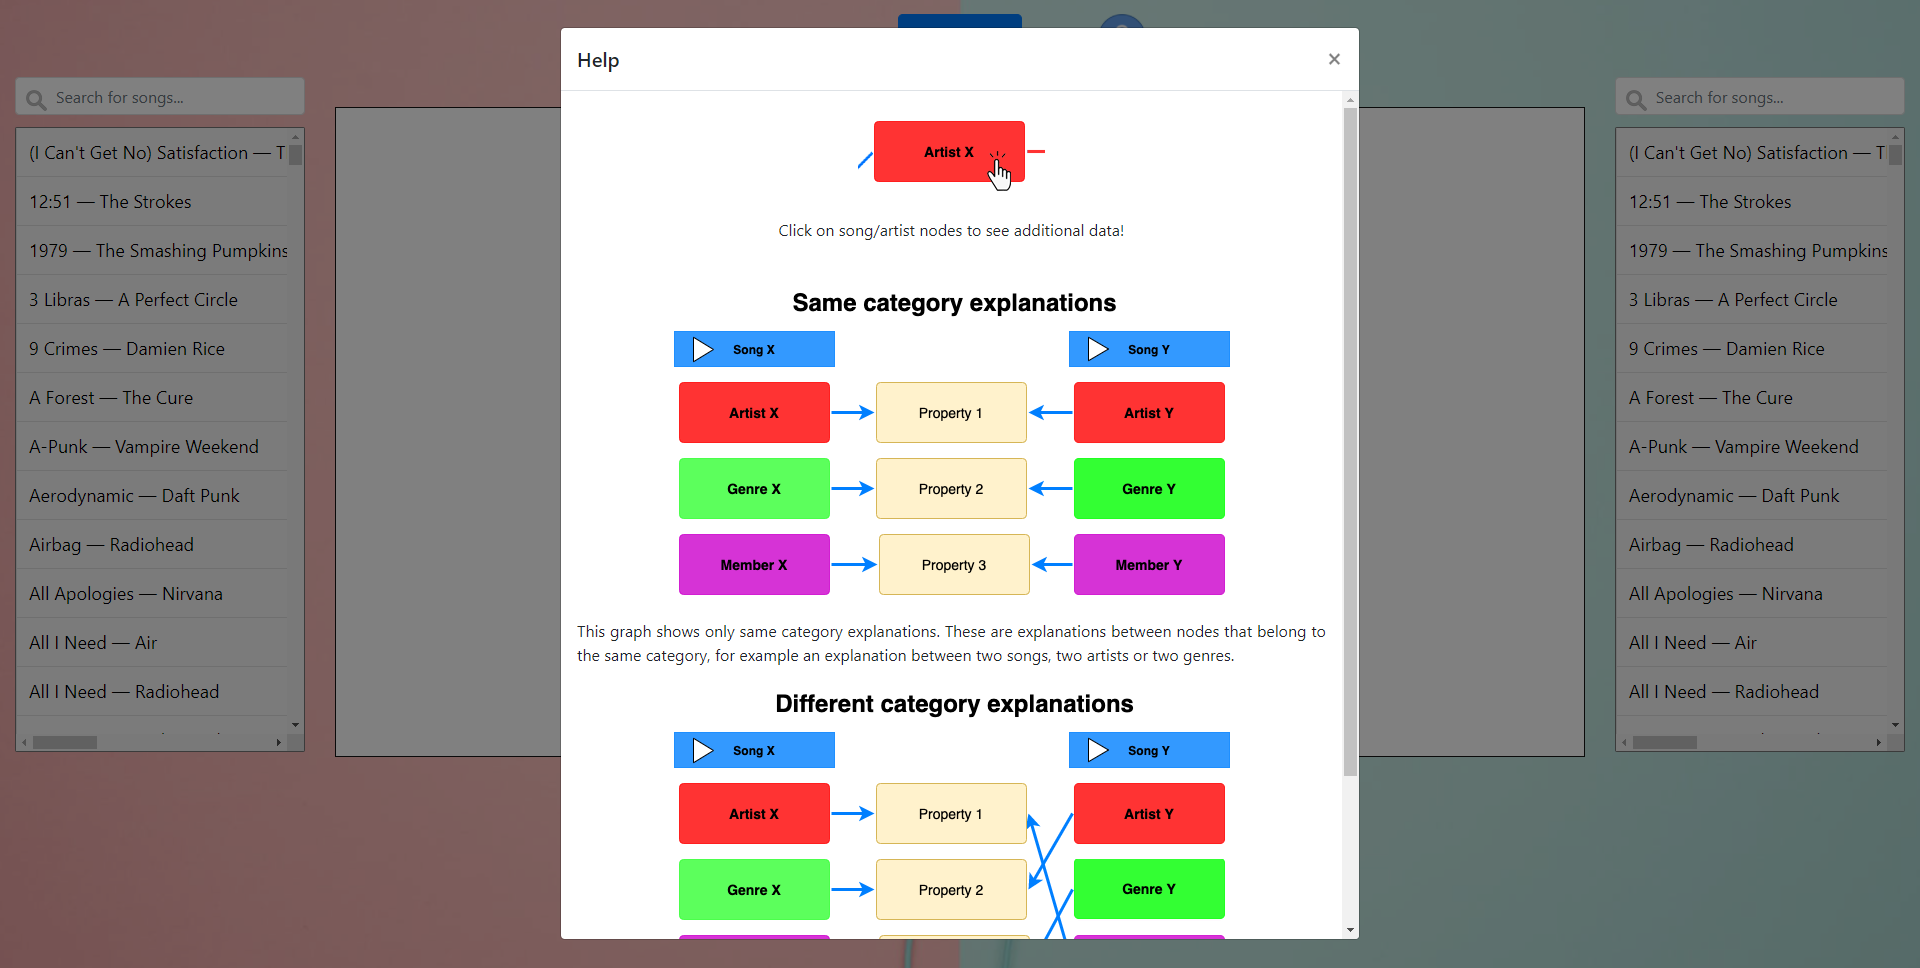 Help
×
Search for songs...
(I Can't Get No) Satisfaction — T
12:51 — The Strokes
1979 — The Smashing Pumpkins
3 Libras — A Perfect Circle
9 Crimes — Damien Rice
A Forest — The Cure
A-Punk — Vampire Weekend
Aerodynamic — Daft Punk
Airbag — Radiohead
All Apologies — Nirvana
All I Need — Air
All I Need — Radiohead
Artist X
Click on song/artist nodes to see additional data!
Same category explanations
Song X
Song Y
Artist X
Property 1
Artist Y
Genre X
Property 2
Genre Y
Member X
Property 3
Member Y
This graph shows only same category explanations. These are explanations between nodes that belong to
the same category, for example an explanation between two songs, two artists or two genres.
Different category explanations
Song X
Song Y
Artist X
Property 1
Artist Y
Genre X
Property 2
Genre Y
Search for songs...
(I Can't Get No) Satisfaction — T
12:51 — The Strokes
1979 — The Smashing Pumpkins
3 Libras — A Perfect Circle
9 Crimes — Damien Rice
A Forest — The Cure
A-Punk — Vampire Weekend
Aerodynamic — Daft Punk
Airbag — Radiohead
All Apologies — Nirvana
All I Need — Air
All I Need — Radiohead